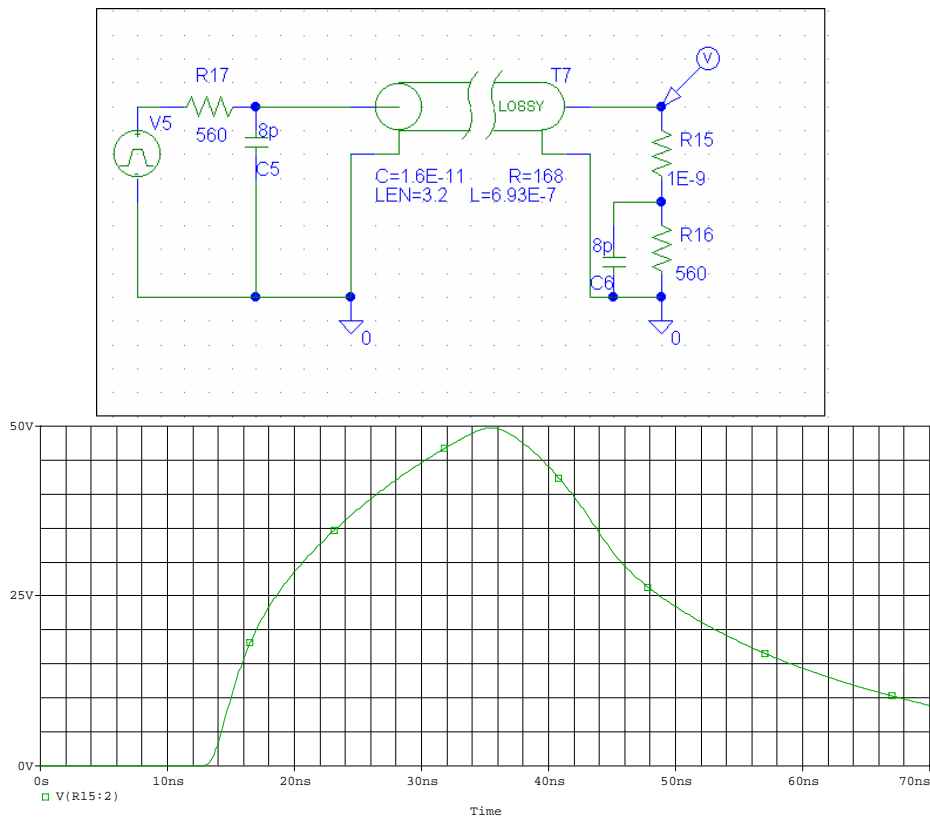 V
R17
T7
V5
8p
LOSSY
560
R15
C5
C=1.6E-11 R=168
1E-9
LEN=3.2 L=6.93E-7
R16
8p
560
C6
0
0
50V
25V
0V
0s 10ns 20ns 30ns 40ns 50ns 60ns 70ns
V(R15:2)
Time